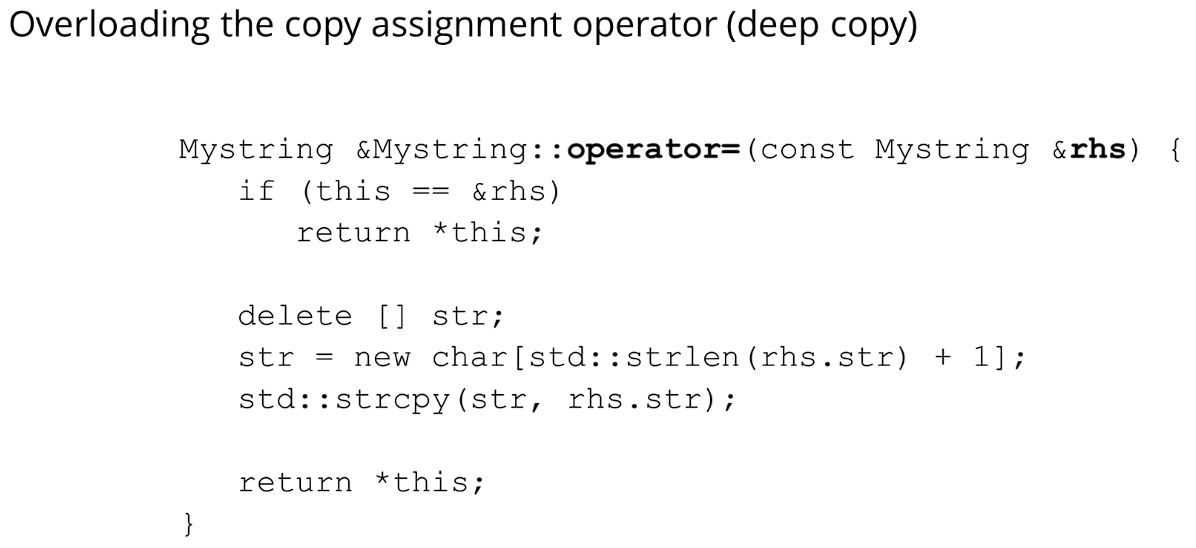 Overloading the copy assignment operator (deep copy)
Mystring &Mystring::operator=(const Mystring &rhs) {
if (this == &rhs)
return *this;
delete [] str;
str = new char[std::strlen(rhs.str) + 1];
std::strcpy(str, rhs.str);
return *this;
}